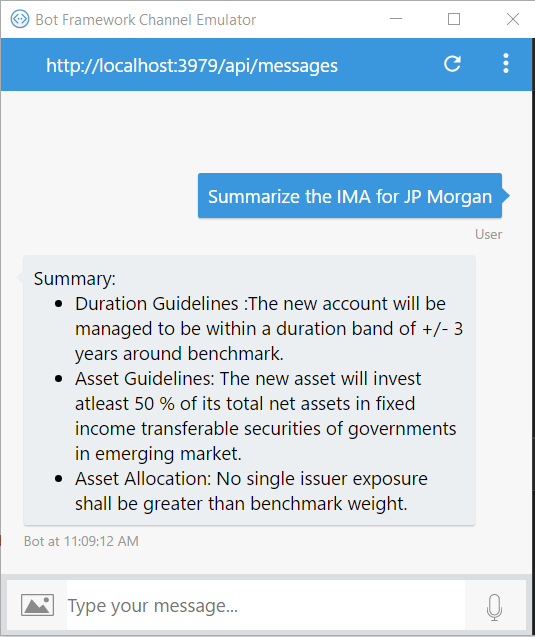 Bot Framework Channel Emulator
http://localhost:3979/api/messages
Summarize the IMA for JP Morgan
User
Summary:
• Duration Guidelines :The new account will be
managed to be within a duration band of +/- 3
years around benchmark.
• Asset Guidelines: The new asset will invest
atleast 50 % of its total net assets in fixed
income transferable securities of governments
in emerging market.
• Asset Allocation: No single issuer exposure
shall be greater than benchmark weight.
Bot at 11:09:12 AM
Type your message...